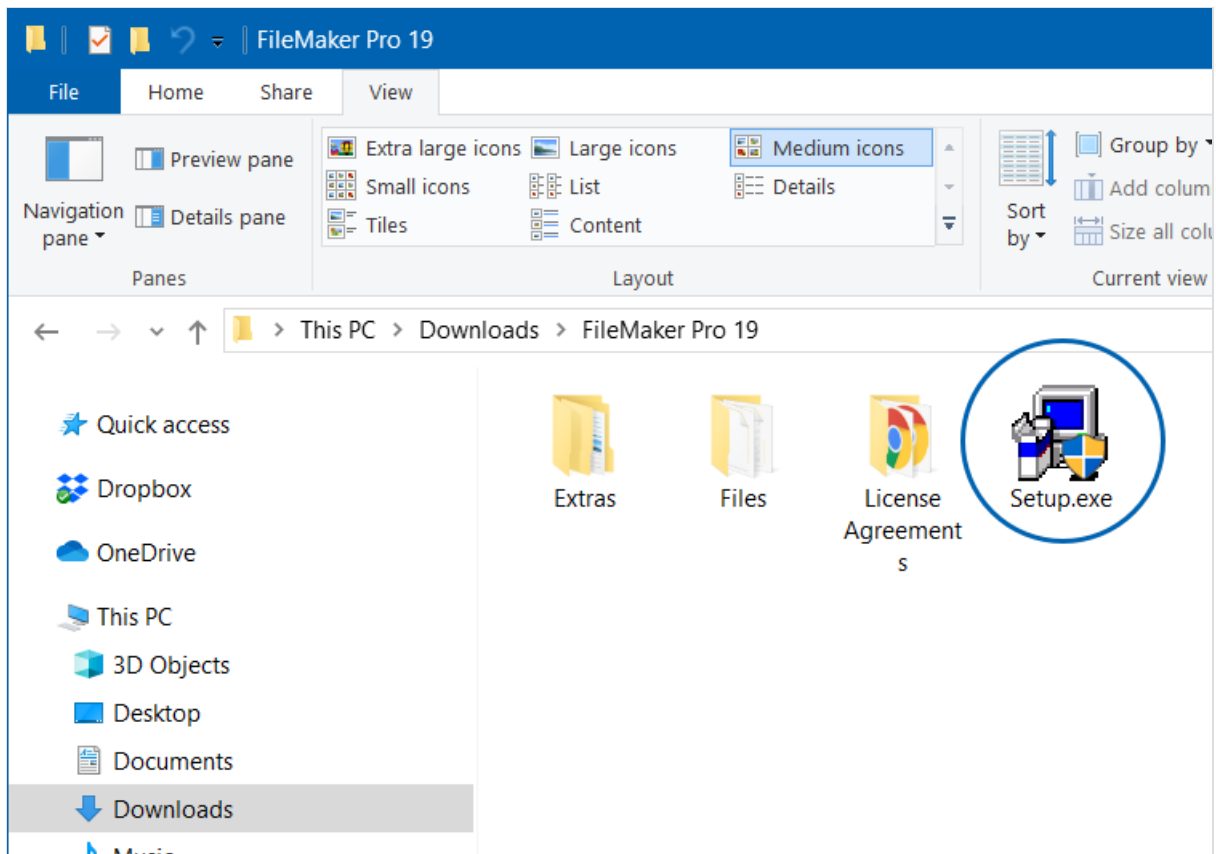 FileMaker Pro 19
File Home Share View
Navigation pane
Preview pane
Details pane
Panes
Extra large icons Large icons Medium icons
Small icons List Details
Tiles Content
Layout
Sort by
Group by
Add colum
Size all colu
Current view
This PC > Downloads > FileMaker Pro 19
Quick access
Dropbox
OneDrive
This PC
3D Objects
Desktop
Documents
Downloads
Extras
Files
License
Agreement
s
Setup.exe